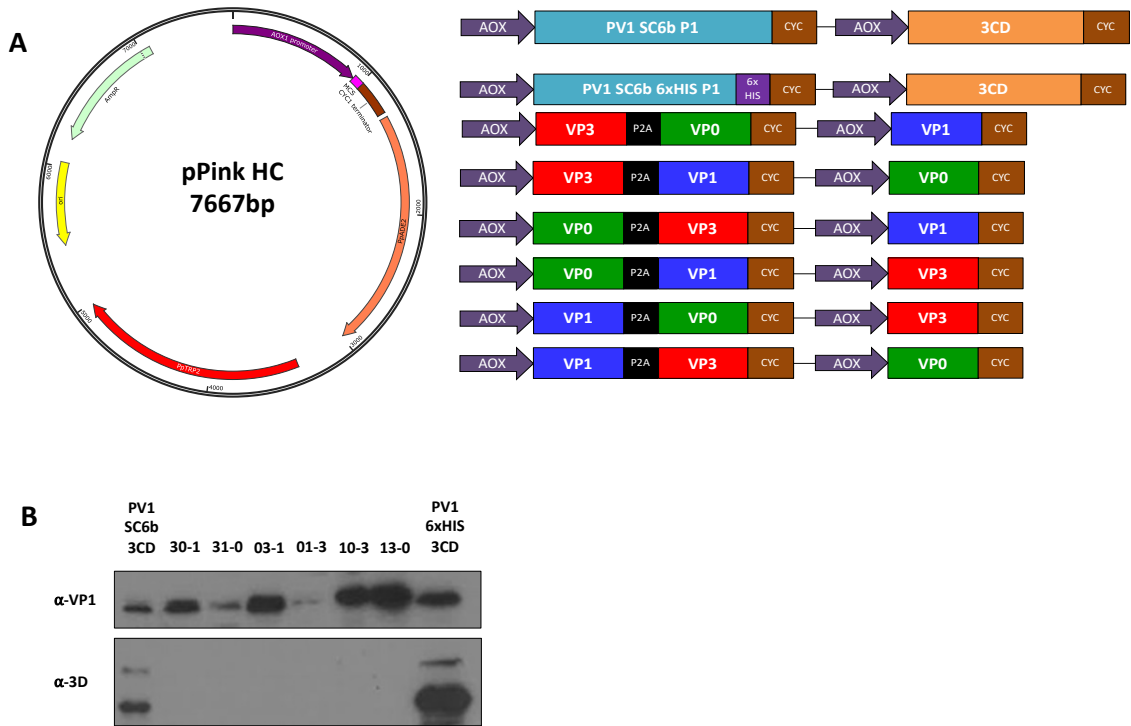 A
AOX1 promoter
1000
MCS
CYC1 terminator
PpADE2
2000
3000
PpTRP2
4000
5000
ori
6000
AmpR
7000
pPink HC
7667bp
AOX PV1 SC6b P1 CYC AOX 3CD CYC
AOX PV1 SC6b 6xHIS P1 6x HIS CYC AOX 3CD CYC
AOX VP3 P2A VP0 CYC AOX VP1 CYC
AOX VP3 P2A VP1 CYC AOX VP0 CYC
AOX VP0 P2A VP3 CYC AOX VP1 CYC
AOX VP0 P2A VP1 CYC AOX VP3 CYC
AOX VP1 P2A VP0 CYC AOX VP3 CYC
AOX VP1 P2A VP3 CYC AOX VP0 CYC
B
PV1
SC6b
3CD
30-1 31-0 03-1 01-3 10-3 13-0
PV1
6xHIS
3CD
α-VP1
α-3D